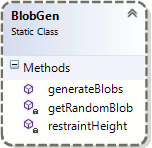 BlobGen
Static Class
Methods
generateBlobs
getRandomBlob
restraintHeight